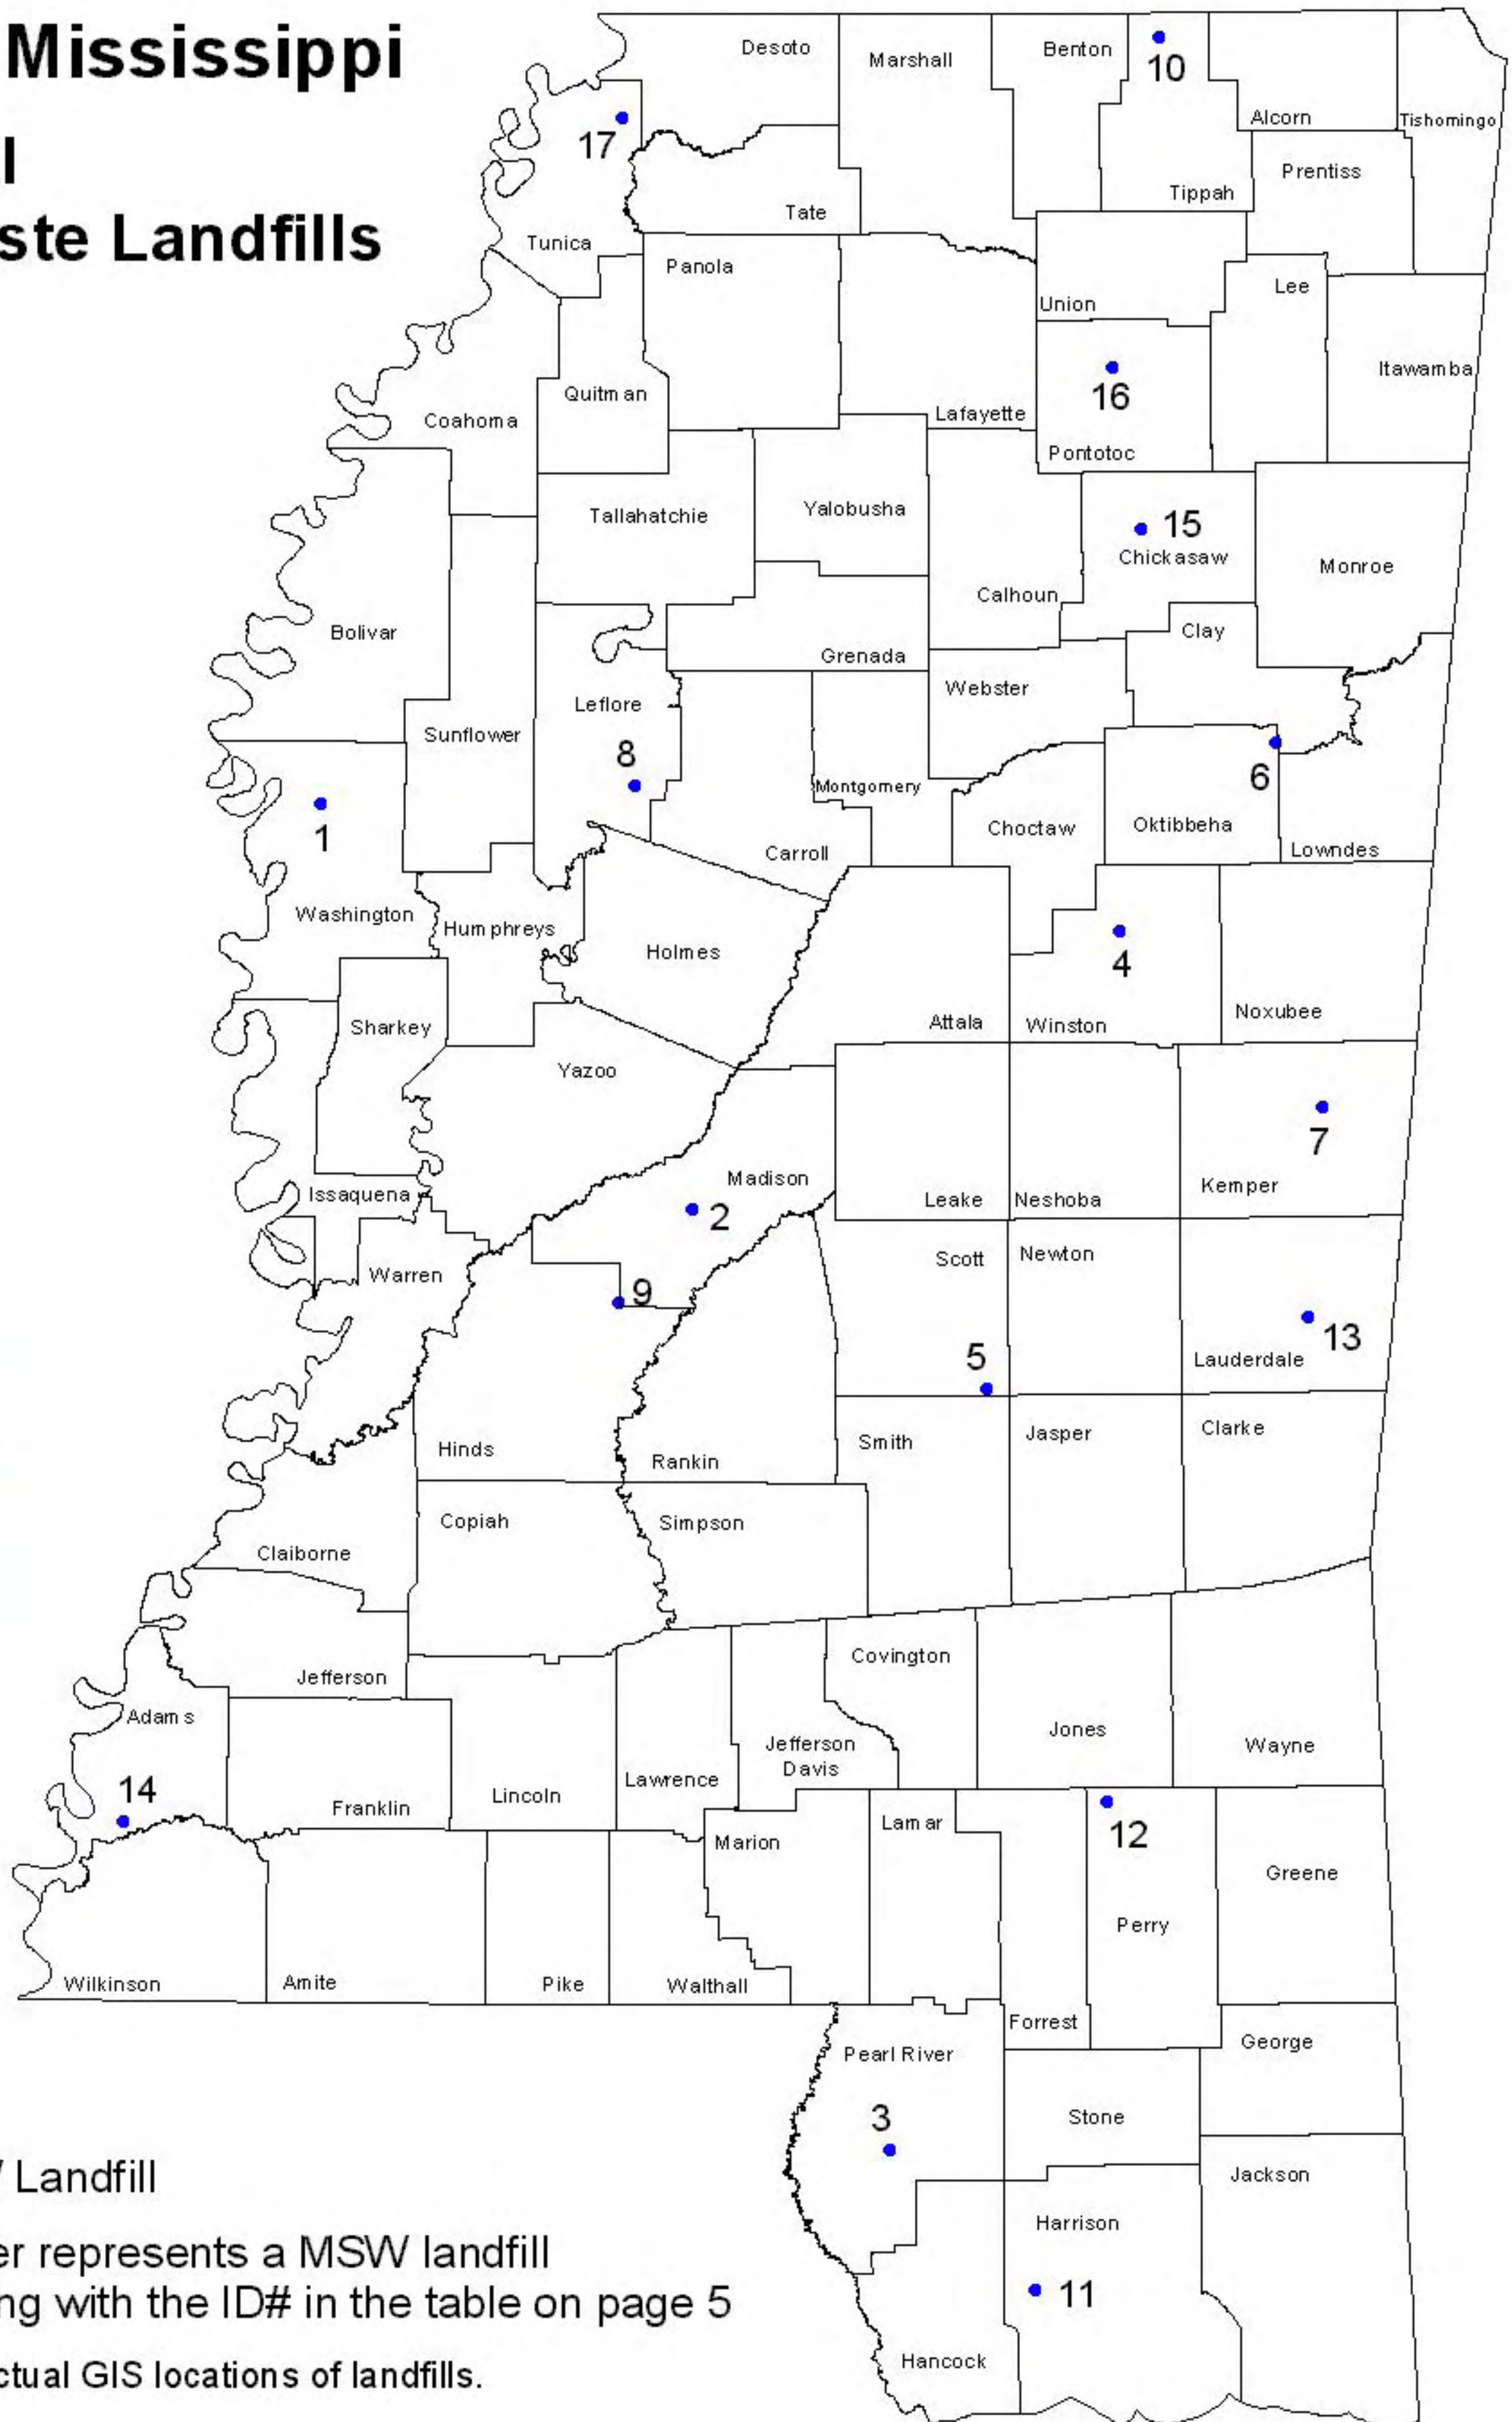 Mississippi
l
ste Landfills
Desoto
Marshall
Benton
10
Alcorn
Tishomingo
17
Prentiss
Tippah
Tate
Tunica
Panola
Union
Lee
Itawamba
Quitman
16
Coahoma
Lafayette
Pontotoc
Tallahatchie
Yalobusha
15
Chickasaw
Monroe
Calhoun
Bolivar
Clay
Grenada
Webster
Leflore
Sunflower
8
6
Montgomery
1
Choctaw
Oktibbeha
Carroll
Lowndes
Washington
Humphreys
Holmes
4
Sharkey
Attala
Winston
Noxubee
Yazoo
7
Madison
Issaquena
Leake
Neshoba
Kemper
2
Scott
Newton
Warren
9
5
13
Lauderdale
Hinds
Rankin
Smith
Jasper
Clarke
Copiah
Simpson
Claiborne
Covington
Jefferson
Adams
Jefferson
Davis
Jones
Wayne
14
Lawrence
Lincoln
Franklin
Marion
Lamar
12
Greene
Perry
Wilkinson
Amite
Pike
Walthall
Forrest
George
Pearl River
3
Stone
Jackson
Landfill
er represents a MSW landfill
Harrison
ng with the ID# in the table on page 5
11
Hancock
ctual GIS locations of landfills.